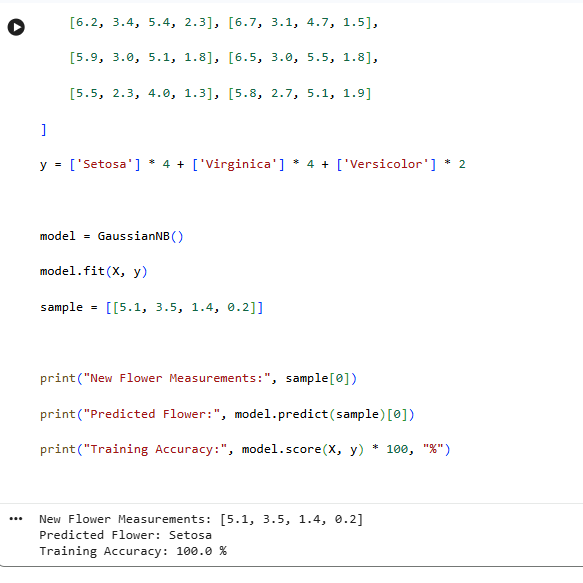 [6.2, 3.4, 5.4, 2.3], [6.7, 3.1, 4.7, 1.5],
[5.9, 3.0, 5.1, 1.8], [6.5, 3.0, 5.5, 1.8],
[5.5, 2.3, 4.0, 1.3], [5.8, 2.7, 5.1, 1.9]
]
y = ['Setosa'] * 4 + ['Virginica'] * 4 + ['Versicolor'] * 2
model = GaussianNB()
model.fit(X, y)
sample = [[5.1, 3.5, 1.4, 0.2]]
print("New Flower Measurements:", sample[0])
print("Predicted Flower:", model.predict(sample)[0])
print("Training Accuracy:", model.score(X, y) * 100, "%")
New Flower Measurements: [5.1, 3.5, 1.4, 0.2]
Predicted Flower: Setosa
Training Accuracy: 100.0 %